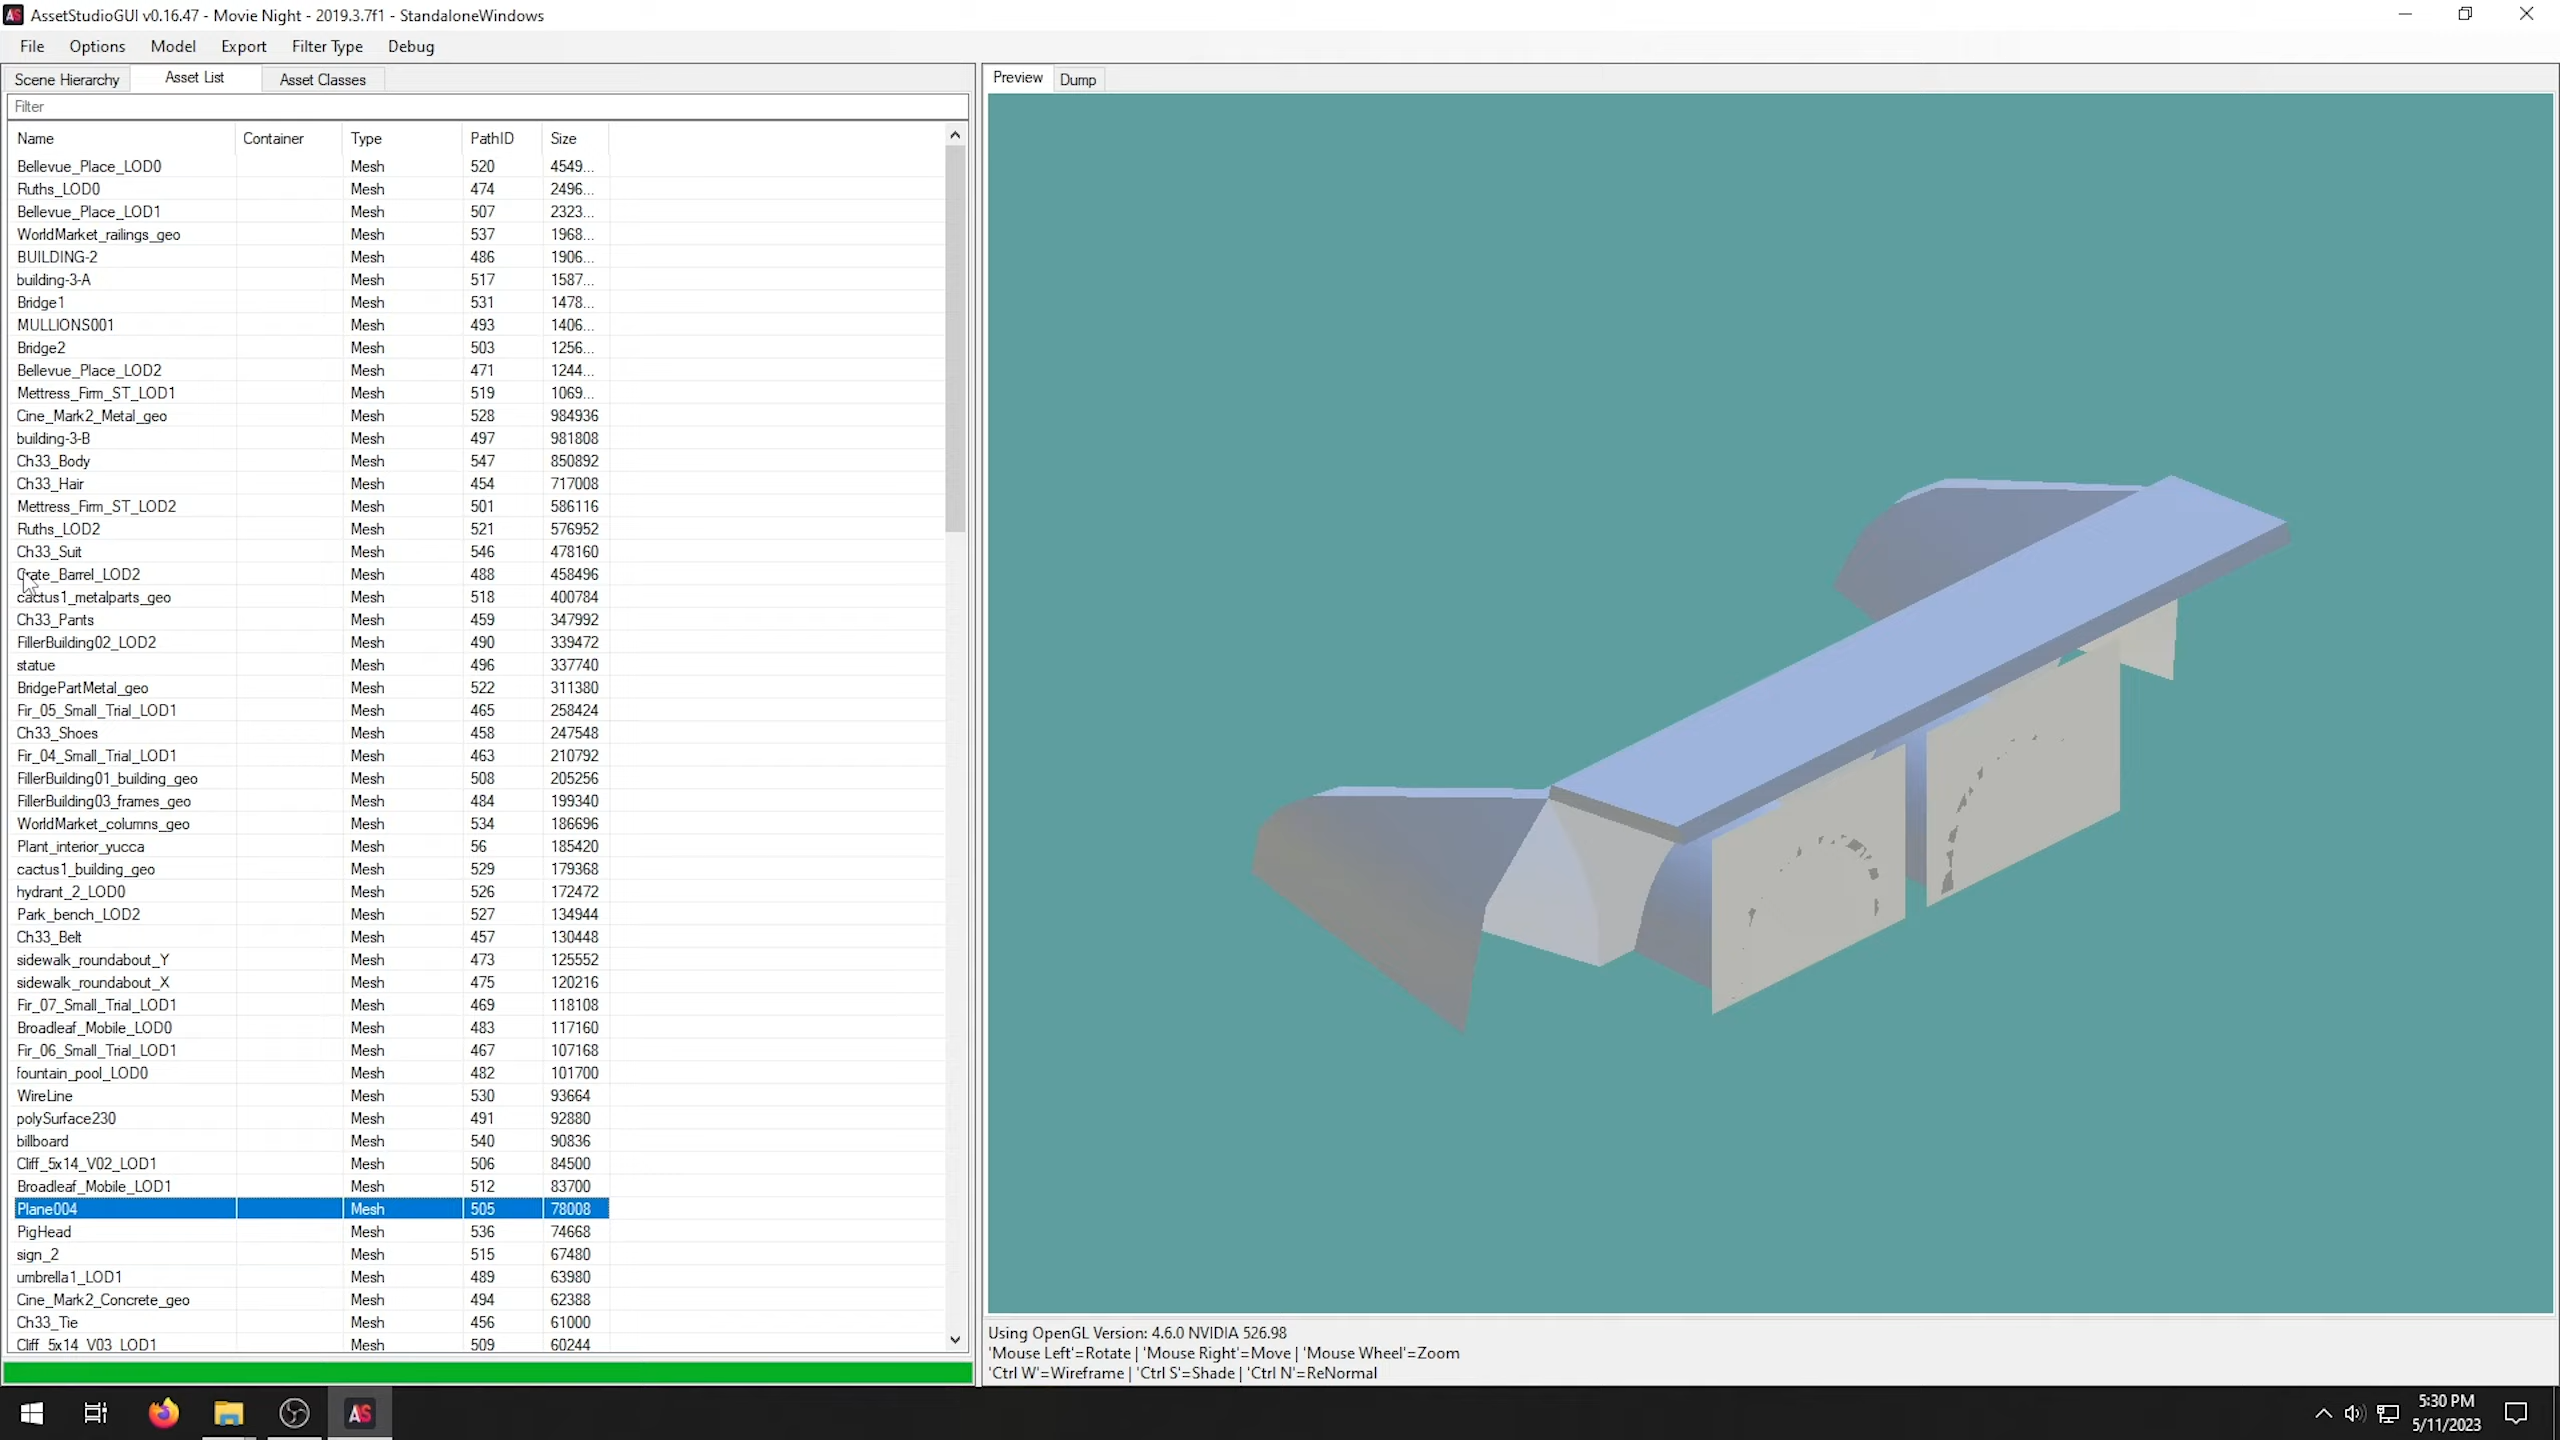 AssetStudioGUI v0.16.47 - Movie Night - 2019.3.7f1 - StandaloneWindows
File Options Model Export Filter Type Debug
Scene Hierarchy Asset List Asset Classes
Filter
Name Container Type PathID Size
Bellevue_Place_LOD0 Mesh 520 4549...
Ruths_LOD0 Mesh 474 2496...
Bellevue_Place_LOD1 Mesh 507 2323...
WorldMarket_railings_geo Mesh 537 1968...
BUILDING-2 Mesh 486 1906...
building-3-A Mesh 517 1587...
Bridge1 Mesh 531 1478...
MULLIONS001 Mesh 493 1406...
Bridge2 Mesh 503 1256...
Bellevue_Place_LOD2 Mesh 471 1244...
Mettress_Firm_ST_LOD1 Mesh 519 1069...
Cine_Mark2_Metal_geo Mesh 528 984936
building-3-B Mesh 497 981808
Ch33_Body Mesh 547 850892
Ch33_Hair Mesh 454 717008
Mettress_Firm_ST_LOD2 Mesh 501 586116
Ruths_LOD2 Mesh 521 576952
Ch33_Suit Mesh 546 478160
Crate_Barrel_LOD2 Mesh 488 458496
cactus1_metalparts_geo Mesh 518 400784
Ch33_Pants Mesh 459 347992
FillerBuilding02_LOD2 Mesh 490 339472
statue Mesh 496 337740
BridgePartMetal_geo Mesh 522 311380
Fir_05_Small_Trial_LOD1 Mesh 465 258424
Ch33_Shoes Mesh 458 247548
Fir_04_Small_Trial_LOD1 Mesh 463 210792
FillerBuilding01_building_geo Mesh 508 205256
FillerBuilding03_frames_geo Mesh 484 199340
WorldMarket_columns_geo Mesh 534 186696
Plant_interior_yucca Mesh 56 185420
cactus1_building_geo Mesh 529 179368
hydrant_2_LOD0 Mesh 526 172472
Park_bench_LOD2 Mesh 527 134944
Ch33_Belt Mesh 457 130448
sidewalk_roundabout_Y Mesh 473 125552
sidewalk_roundabout_X Mesh 475 120216
Fir_07_Small_Trial_LOD1 Mesh 469 118108
Broadleaf_Mobile_LOD0 Mesh 483 117160
Fir_06_Small_Trial_LOD1 Mesh 467 107168
fountain_pool_LOD0 Mesh 482 101700
WireLine Mesh 530 93664
polySurface230 Mesh 491 92880
billboard Mesh 540 90836
Cliff_5x14_V02_LOD1 Mesh 506 84500
Broadleaf_Mobile_LOD1 Mesh 512 83700
Plane004 Mesh 505 78008
PigHead Mesh 536 74668
sign_2 Mesh 515 67480
umbrella1_LOD1 Mesh 489 63980
Cine_Mark2_Concrete_geo Mesh 494 62388
Ch33_Tie Mesh 456 61000
Cliff_5x14_V03_LOD1 Mesh 509 60244
Preview Dump
Using OpenGL Version: 4.6.0 NVIDIA 526.98
'Mouse Left'=Rotate | 'Mouse Right'=Move | 'Mouse Wheel'=Zoom
'Ctrl W'=Wireframe | 'Ctrl S'=Shade | 'Ctrl N'=ReNormal
AS
5:30 PM
5/11/2023